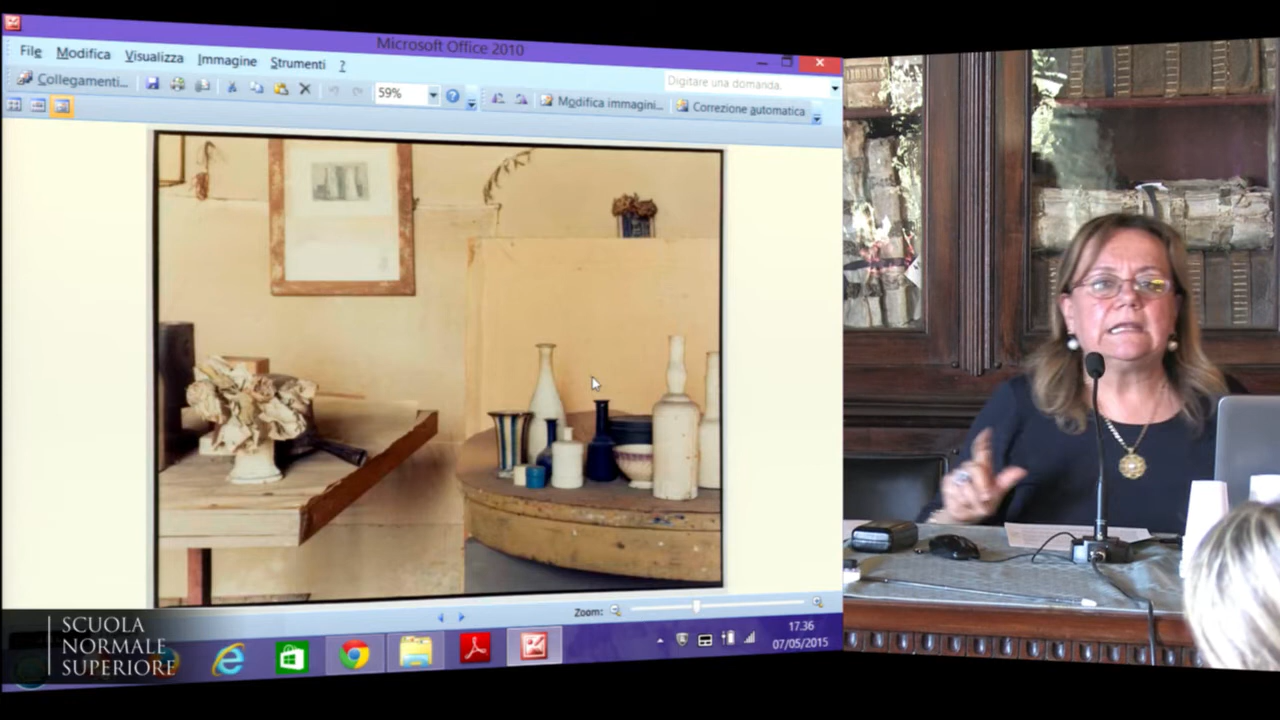 Microsoft Office 2010
File Modifica Visualizza Immagine Strumenti ?
Digitare una domanda.
Collegamenti... 59% Modifica immagini... Correzione automatica
Zoom:
17.36
07/05/2015
SCUOLA
NORMALE
SUPERIORE